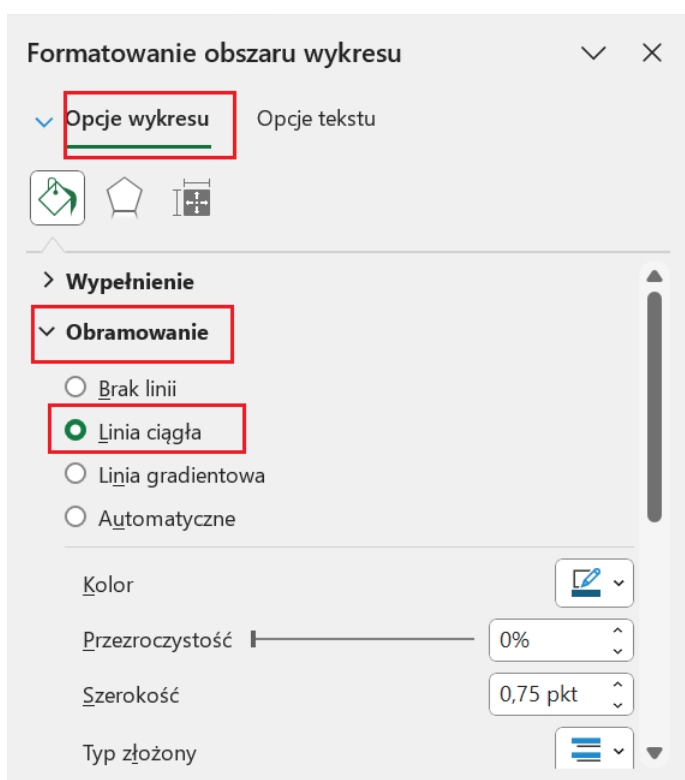 Formatowanie obszaru wykresu
Opcje wykresu Opcje tekstu
Wypełnienie
Obramowanie
Brak linii
Linia ciągła
Linia gradientowa
Automatyczne
Kolor
Przezroczystość 0%
Szerokość 0,75 pkt
Typ złożony